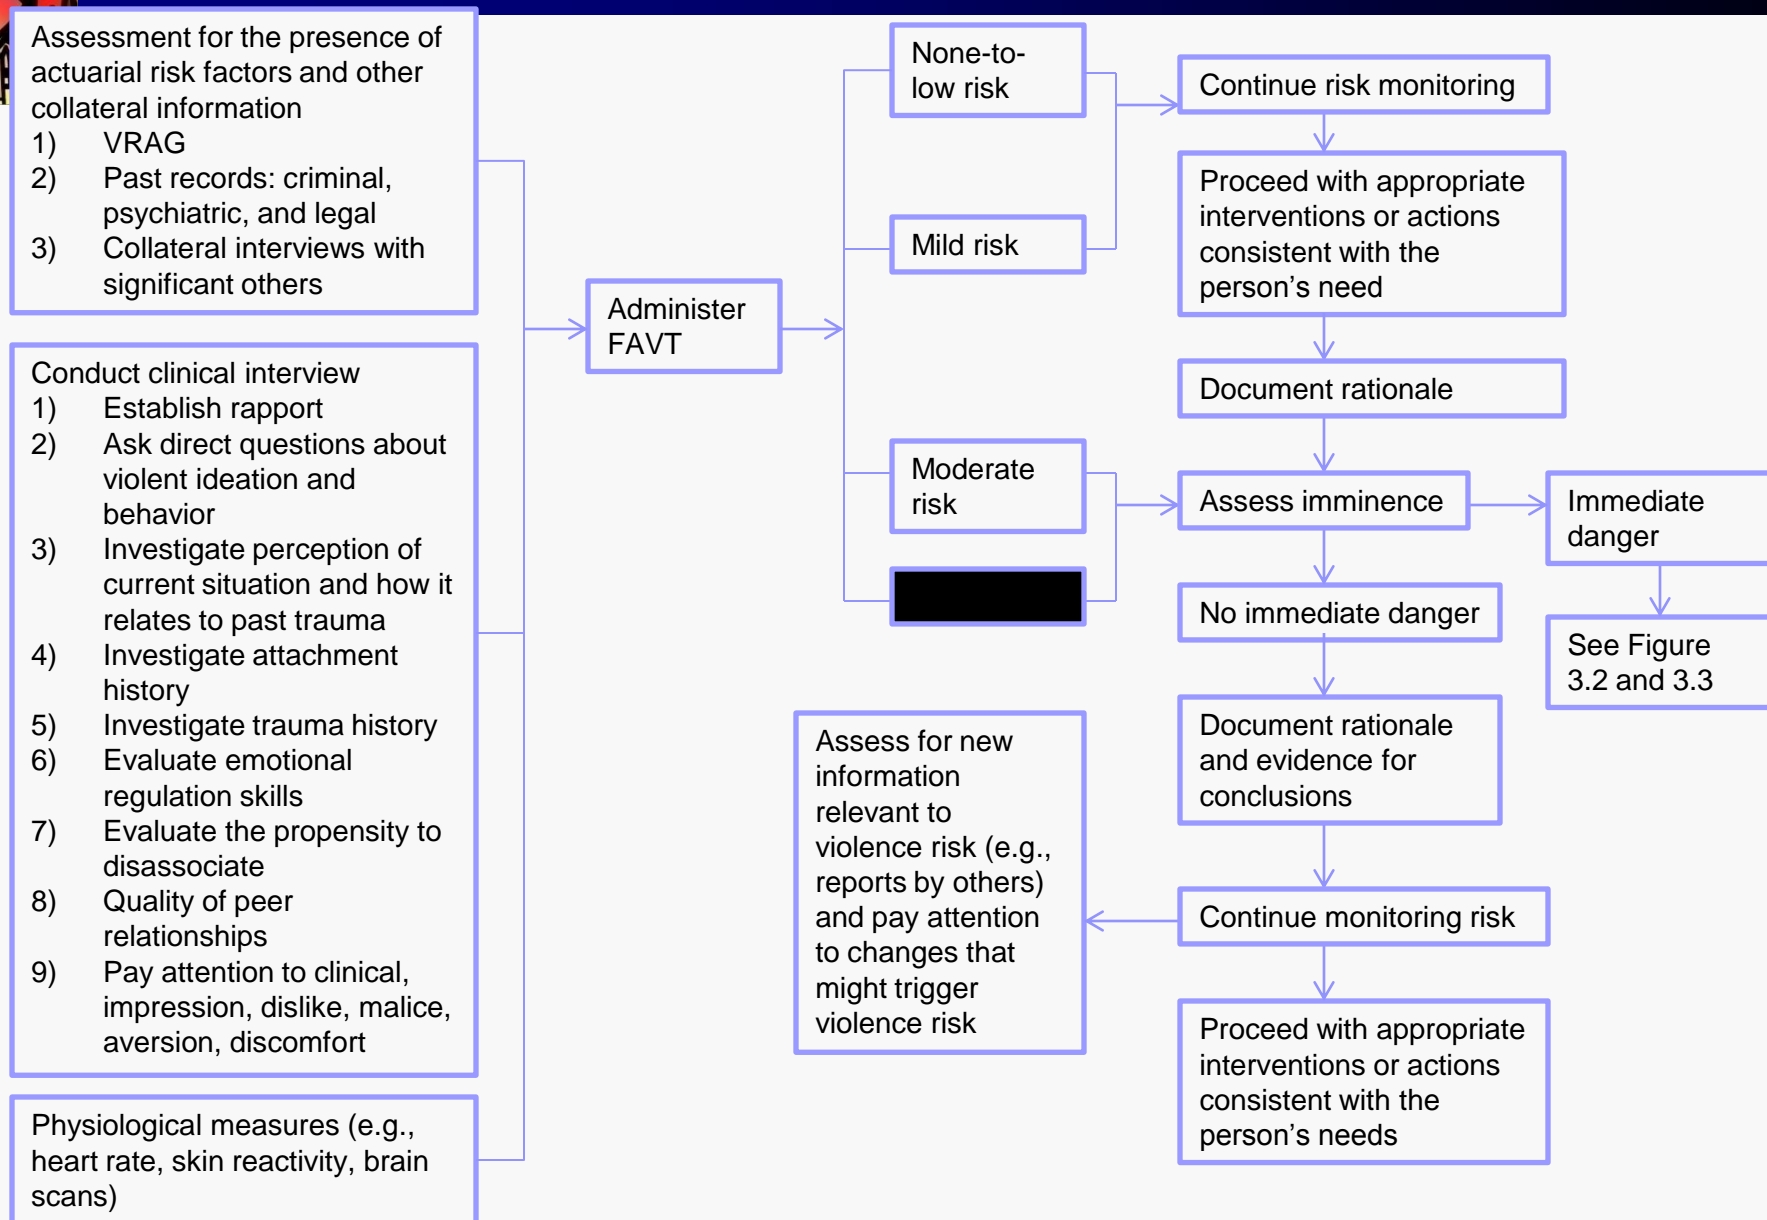 Assessment for the presence of
actuarial risk factors and other
collateral information
1) VRAG
2) Past records: criminal,
psychiatric, and legal
3) Collateral interviews with
significant others
Conduct clinical interview
1) Establish rapport
2) Ask direct questions about
violent ideation and
behavior
3) Investigate perception of
current situation and how it
relates to past trauma
4) Investigate attachment
history
5) Investigate trauma history
6) Evaluate emotional
regulation skills
7) Evaluate the propensity to
disassociate
8) Quality of peer
relationships
9) Pay attention to clinical,
impression, dislike, malice,
aversion, discomfort
Physiological measures (e.g.,
heart rate, skin reactivity, brain
scans)
Administer
FAVT
None-to-
low risk
Mild risk
Moderate
risk
Continue risk monitoring
Proceed with appropriate
interventions or actions
consistent with the
person’s need
Document rationale
Assess imminence
Immediate
danger
See Figure
3.2 and 3.3
No immediate danger
Document rationale
and evidence for
conclusions
Continue monitoring risk
Assess for new
information
relevant to
violence risk (e.g.,
reports by others)
and pay attention
to changes that
might trigger
violence risk
Proceed with appropriate
interventions or actions
consistent with the
person’s needs